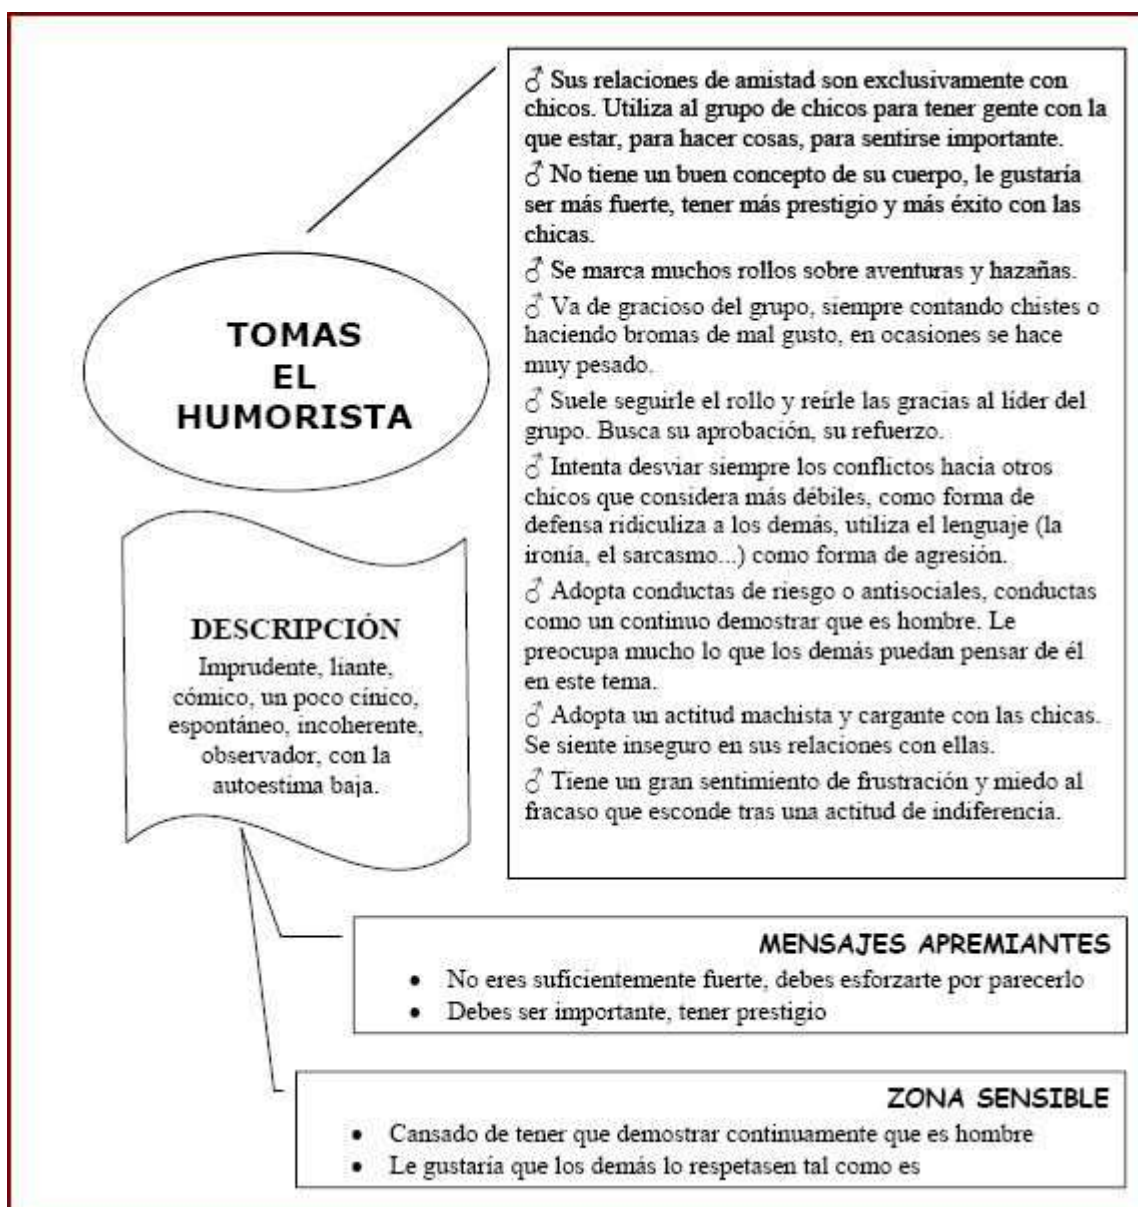 ♂ Sus relaciones de amistad son exclusivamente con
chicos. Utiliza al grupo de chicos para tener gente con la
que estar, para hacer cosas, para sentirse importante.
♂ No tiene un buen concepto de su cuerpo, le gustaría
ser más fuerte, tener más prestigio y más éxito con las
chicas.
♂ Se marca muchos rollos sobre aventuras y hazañas.
♂ Va de gracioso del grupo, siempre contando chistes o
haciendo bromas de mal gusto, en ocasiones se hace
muy pesado.
♂ Suele seguirle el rollo y reírle las gracias al líder del
grupo. Busca su aprobación, su refuerzo.
♂ Intenta desviar siempre los conflictos hacia otros
chicos que considera más débiles, como forma de
defensa ridiculiza a los demás, utiliza el lenguaje (la
ironía, el sarcasmo...) como forma de agresión.
♂ Adopta conductas de riesgo o antisociales, conductas
como un continuo demostrar que es hombre. Le
preocupa mucho lo que los demás puedan pensar de él
en este tema.
♂ Adopta un actitud machista y cargante con las chicas.
Se siente inseguro en sus relaciones con ellas.
♂ Tiene un gran sentimiento de frustración y miedo al
fracaso que esconde tras una actitud de indiferencia.
TOMAS
EL
HUMORISTA
DESCRIPCIÓN
Imprudente, liante,
cómico, un poco cínico,
espontáneo, incoherente,
observador, con la
autoestima baja.
MENSAJES APREMIANTES
• No eres suficientemente fuerte, debes esforzarte por parecerlo
• Debes ser importante, tener prestigio
ZONA SENSIBLE
• Cansado de tener que demostrar continuamente que es hombre
• Le gustaría que los demás lo respetasen tal como es